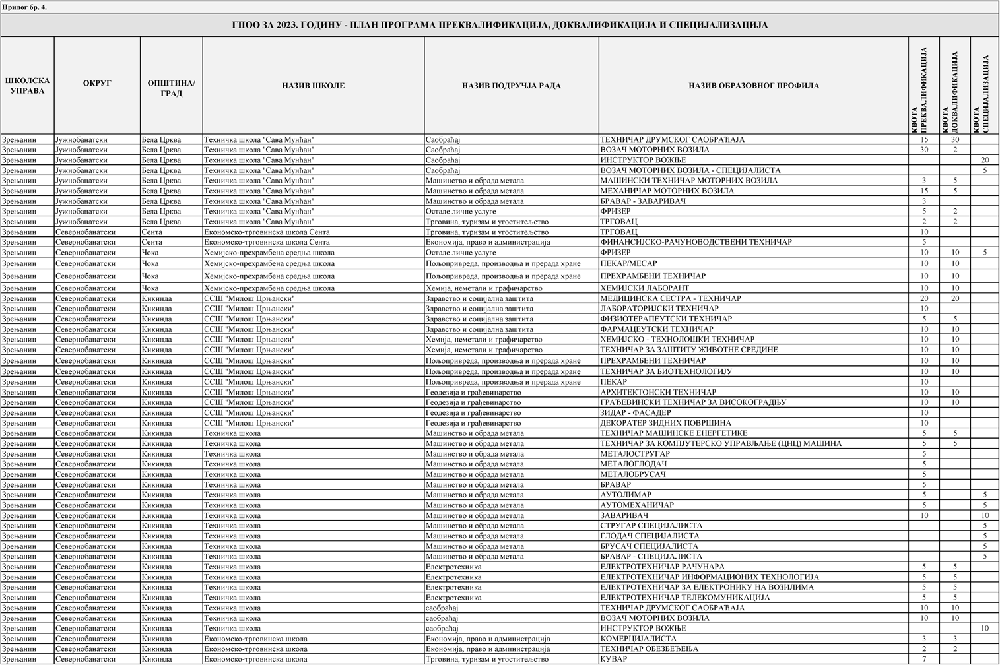 Прилог бр. 4.
ГПОО ЗА 2023. ГОДИНУ - ПЛАН ПРОГРАМА ПРЕКВАЛИФИКАЦИЈА, ДОКВАЛИФИКАЦИЈА И СПЕЦИЈАЛИЗАЦИЈА
ШКОЛСКА УПРАВА ОКРУГ ОПШТИНА/ ГРАД НАЗИВ ШКОЛЕ НАЗИВ ПОДРУЧЈА РАДА НАЗИВ ОБРАЗОВНОГ ПРОФИЛА КВОТА ПРЕКВАЛИФИКАЦИЈА КВОТА ДОКВАЛИФИКАЦИЈА КВОТА СПЕЦИЈАЛИЗАЦИЈА
Зрењанин Јужнобанатски Бела Црква Техничка школа "Сава Мунћан" Саобраћај ТЕХНИЧАР ДРУМСКОГ САОБРАЋАЈА 15 30
Зрењанин Јужнобанатски Бела Црква Техничка школа "Сава Мунћан" Саобраћај ВОЗАЧ МОТОРНИХ ВОЗИЛА 30 2
Зрењанин Јужнобанатски Бела Црква Техничка школа "Сава Мунћан" Саобраћај ИНСТРУКТОР ВОЖЊЕ 20
Зрењанин Јужнобанатски Бела Црква Техничка школа "Сава Мунћан" Саобраћај ВОЗАЧ МОТОРНИХ ВОЗИЛА - СПЕЦИЈАЛИСТА 5
Зрењанин Јужнобанатски Бела Црква Техничка школа "Сава Мунћан" Машинство и обрада метала МАШИНСКИ ТЕХНИЧАР МОТОРНИХ ВОЗИЛА 3 5
Зрењанин Јужнобанатски Бела Црква Техничка школа "Сава Мунћан" Машинство и обрада метала МЕХАНИЧАР МОТОРНИХ ВОЗИЛА 15 5
Зрењанин Јужнобанатски Бела Црква Техничка школа "Сава Мунћан" Машинство и обрада метала БРАВАР - ЗАВАРИВАЧ 3
Зрењанин Јужнобанатски Бела Црква Техничка школа "Сава Мунћан" Остале личне услуге ФРИЗЕР 5 2
Зрењанин Јужнобанатски Бела Црква Техничка школа "Сава Мунћан" Трговина, туризам и угоститељство ТРГОВАЦ 2 2
Зрењанин Севернобанатски Сента Економско-трговинска школа Сента Трговина, туризам и угоститељство ТРГОВАЦ 10
Зрењанин Севернобанатски Сента Економско-трговинска школа Сента Економија, право и администрација ФИНАНСИЈСКО-РАЧУНОВОДСТВЕНИ ТЕХНИЧАР 5
Зрењанин Севернобанатски Чока Хемијско-прехрамбена средња школа Остале личне услуге ФРИЗЕР 10 10 5
Зрењанин Севернобанатски Чока Хемијско-прехрамбена средња школа Пољопривреда, производња и прерада хране ПЕКАР/МЕСАР 10 10
Зрењанин Севернобанатски Чока Хемијско-прехрамбена средња школа Пољопривреда, производња и прерада хране ПРЕХРАМБЕНИ ТЕХНИЧАР 10 10
Зрењанин Севернобанатски Чока Хемијско-прехрамбена средња школа Хемија, неметали и графичарство ХЕМИЈСКИ ЛАБОРАНТ 10 10
Зрењанин Севернобанатски Кикинда ССШ "Милош Црњански" Здравство и социјална заштита МЕДИЦИНСКА СЕСТРА - ТЕХНИЧАР 20 20
Зрењанин Севернобанатски Кикинда ССШ "Милош Црњански" Здравство и социјална заштита ЛАБОРАТОРИЈСКИ ТЕХНИЧАР 10
Зрењанин Севернобанатски Кикинда ССШ "Милош Црњански" Здравство и социјална заштита ФИЗИОТЕРАПЕУТСКИ ТЕХНИЧАР 5 5
Зрењанин Севернобанатски Кикинда ССШ "Милош Црњански" Здравство и социјална заштита ФАРМАЦЕУТСКИ ТЕХНИЧАР 10 10
Зрењанин Севернобанатски Кикинда ССШ "Милош Црњански" Хемија, неметали и графичарство ХЕМИЈСКО - ТЕХНОЛОШКИ ТЕХНИЧАР 10 10
Зрењанин Севернобанатски Кикинда ССШ "Милош Црњански" Хемија, неметали и графичарство ТЕХНИЧАР ЗА ЗАШТИТУ ЖИВОТНЕ СРЕДИНЕ 10 10
Зрењанин Севернобанатски Кикинда ССШ "Милош Црњански" Пољопривреда, производња и прерада хране ПРЕХРАМБЕНИ ТЕХНИЧАР 10 10
Зрењанин Севернобанатски Кикинда ССШ "Милош Црњански" Пољопривреда, производња и прерада хране ТЕХНИЧАР ЗА БИОТЕХНОЛОГИЈУ 10 10
Зрењанин Севернобанатски Кикинда ССШ "Милош Црњански" Пољопривреда, производња и прерада хране ПЕКАР 10
Зрењанин Севернобанатски Кикинда ССШ "Милош Црњански" Геодезија и грађевинарство АРХИТЕКТОНСКИ ТЕХНИЧАР 10 10
Зрењанин Севернобанатски Кикинда ССШ "Милош Црњански" Геодезија и грађевинарство ГРАЂЕВИНСКИ ТЕХНИЧАР ЗА ВИСОКОГРАДЊУ 10 10
Зрењанин Севернобанатски Кикинда ССШ "Милош Црњански" Геодезија и грађевинарство ЗИДАР - ФАСАДЕР 10
Зрењанин Севернобанатски Кикинда ССШ "Милош Црњански" Геодезија и грађевинарство ДЕКОРАТЕР ЗИДНИХ ПОВРШИНА 10
Зрењанин Севернобанатски Кикинда Техничка школа Машинство и обрада метала ТЕХНИЧАР МАШИНСКЕ ЕНЕРГЕТИКЕ 5 5
Зрењанин Севернобанатски Кикинда Техничка школа Машинство и обрада метала ТЕХНИЧАР ЗА КОМПЈУТЕРСКО УПРАВЉАЊЕ (ЦНЦ) МАШИНА 5 5
Зрењанин Севернобанатски Кикинда Техничка школа Машинство и обрада метала МЕТАЛОСТРУГАР 5
Зрењанин Севернобанатски Кикинда Техничка школа Машинство и обрада метала МЕТАЛОГЛОДАЧ 5
Зрењанин Севернобанатски Кикинда Техничка школа Машинство и обрада метала МЕТАЛОБРУСАЧ 5
Зрењанин Севернобанатски Кикинда Техничка школа Машинство и обрада метала БРАВАР 5
Зрењанин Севернобанатски Кикинда Техничка школа Машинство и обрада метала АУТОЛИМАР 5 5
Зрењанин Севернобанатски Кикинда Техничка школа Машинство и обрада метала АУТОМЕХАНИЧАР 5 5
Зрењанин Севернобанатски Кикинда Техничка школа Машинство и обрада метала ЗАВАРИВАЧ 10 10
Зрењанин Севернобанатски Кикинда Техничка школа Машинство и обрада метала СТРУГАР СПЕЦИЈАЛИСТА 5
Зрењанин Севернобанатски Кикинда Техничка школа Машинство и обрада метала ГЛОДАЧ СПЕЦИЈАЛИСТА 5
Зрењанин Севернобанатски Кикинда Техничка школа Машинство и обрада метала БРУСАЧ СПЕЦИЈАЛИСТА 5
Зрењанин Севернобанатски Кикинда Техничка школа Машинство и обрада метала БРАВАР - СПЕЦИЈАЛИСТА 5
Зрењанин Севернобанатски Кикинда Техничка школа Електротехника ЕЛЕКТРОТЕХНИЧАР РАЧУНАРА 5 5
Зрењанин Севернобанатски Кикинда Техничка школа Електротехника ЕЛЕКТРОТЕХНИЧАР ИНФОРМАЦИОНИХ ТЕХНОЛОГИЈА 5 5
Зрењанин Севернобанатски Кикинда Техничка школа Електротехника ЕЛЕКТРОТЕХНИЧАР ЗА ЕЛЕКТРОНИКУ НА ВОЗИЛИМА 5 5
Зрењанин Севернобанатски Кикинда Техничка школа Електротехника ЕЛЕКТРОТЕХНИЧАР ТЕЛЕКОМУНИКАЦИЈА 5 5
Зрењанин Севернобанатски Кикинда Техничка школа саобраћај ТЕХНИЧАР ДРУМСКОГ САОБРАЋАЈА 10 10
Зрењанин Севернобанатски Кикинда Техничка школа саобраћај ВОЗАЧ МОТОРНИХ ВОЗИЛА 10 10
Зрењанин Севернобанатски Кикинда Техничка школа саобраћај ИНСТРУКТОР ВОЖЊЕ 10
Зрењанин Севернобанатски Кикинда Економско-трговинска школа Економија, право и администрација КОМЕРЦИЈАЛИСТА 3 3
Зрењанин Севернобанатски Кикинда Економско-трговинска школа Економија, право и администрација ТЕХНИЧАР ОБЕЗБЕЂЕЊА 2 2
Зрењанин Севернобанатски Кикинда Економско-трговинска школа Трговина, туризам и угоститељство КУВАР 7